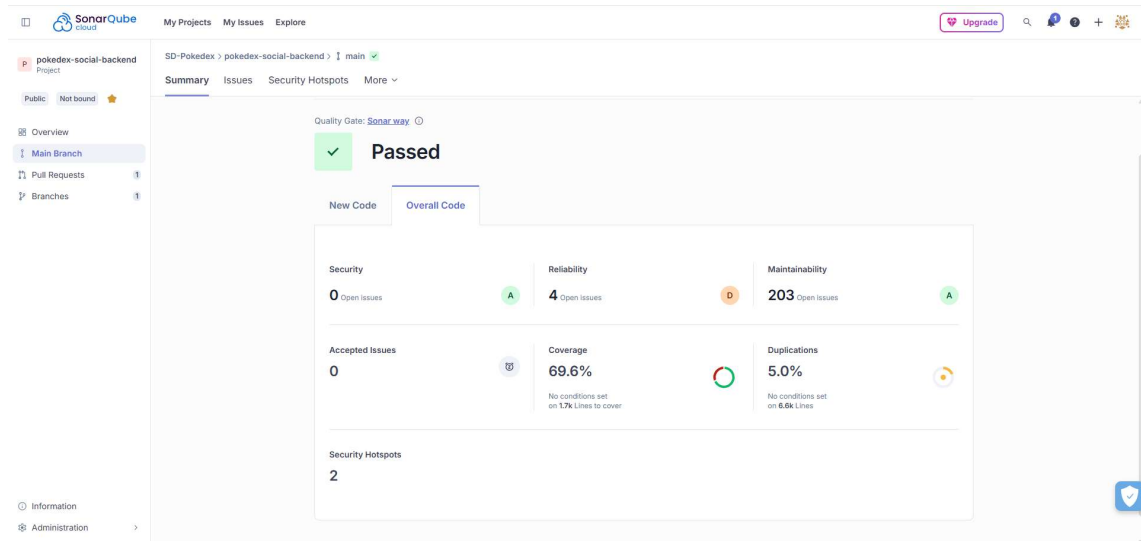 SonarQube cloud
My Projects My Issues Explore
Upgrade
1
P pokedex-social-backend
Project
Public Not bound
Overview
Main Branch
Pull Requests 1
Branches 1
Information
Administration
SD-Pokedex > pokedex-social-backend > main
Summary Issues Security Hotspots More
Quality Gate: Sonar way
Passed
New Code Overall Code
Security
0 Open issues A
Reliability
4 Open issues D
Maintainability
203 Open issues A
Accepted Issues
0
Coverage
69.6%
No conditions set
on 1.7k Lines to cover
Duplications
5.0%
No conditions set
on 6.6k Lines
Security Hotspots
2